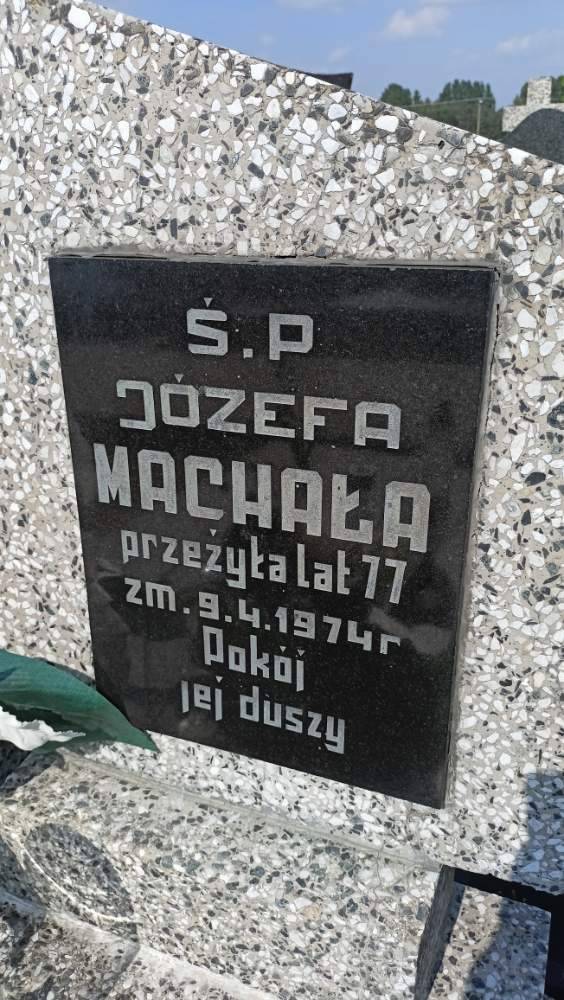 Ś.P
JÓZEFA
MACHAŁA
przeżyła lat 77
zm. 9.4.1974r
Pokój
jej duszy